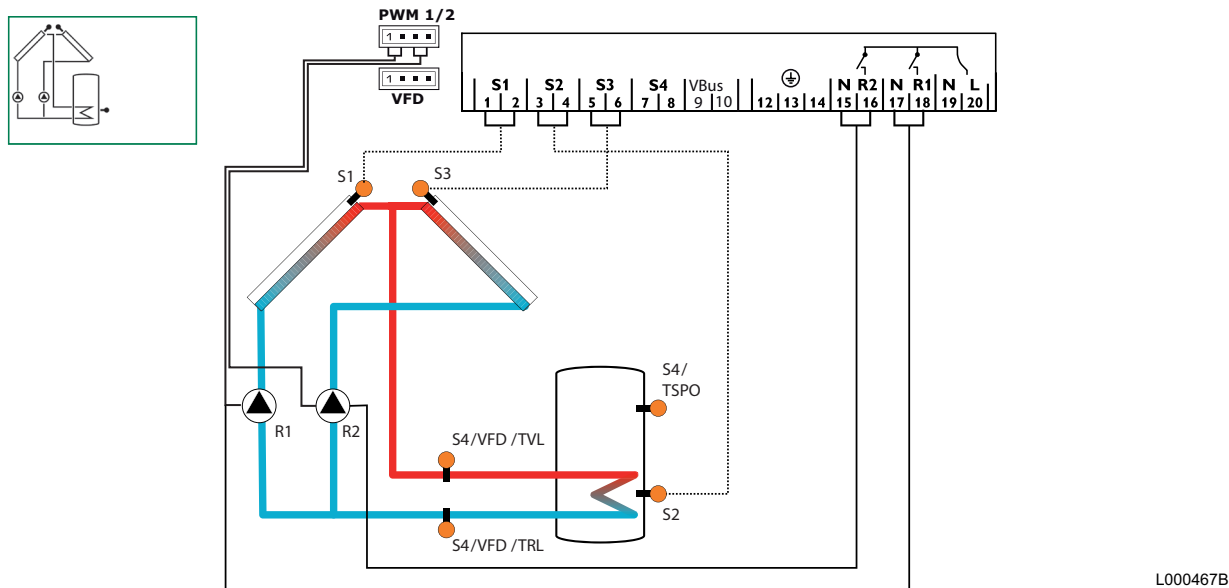 PWM 1/2
1
1
VFD
S1 S2 S3 S4 VBus N R2 N R1 N L
1 2 3 4 5 6 7 8 9 10 12 13 14 15 16 17 18 19 20
S1
S3
S4/
TSPO
R1
R2
S4/VFD /TVL
S2
S4/VFD /TRL
L000467B